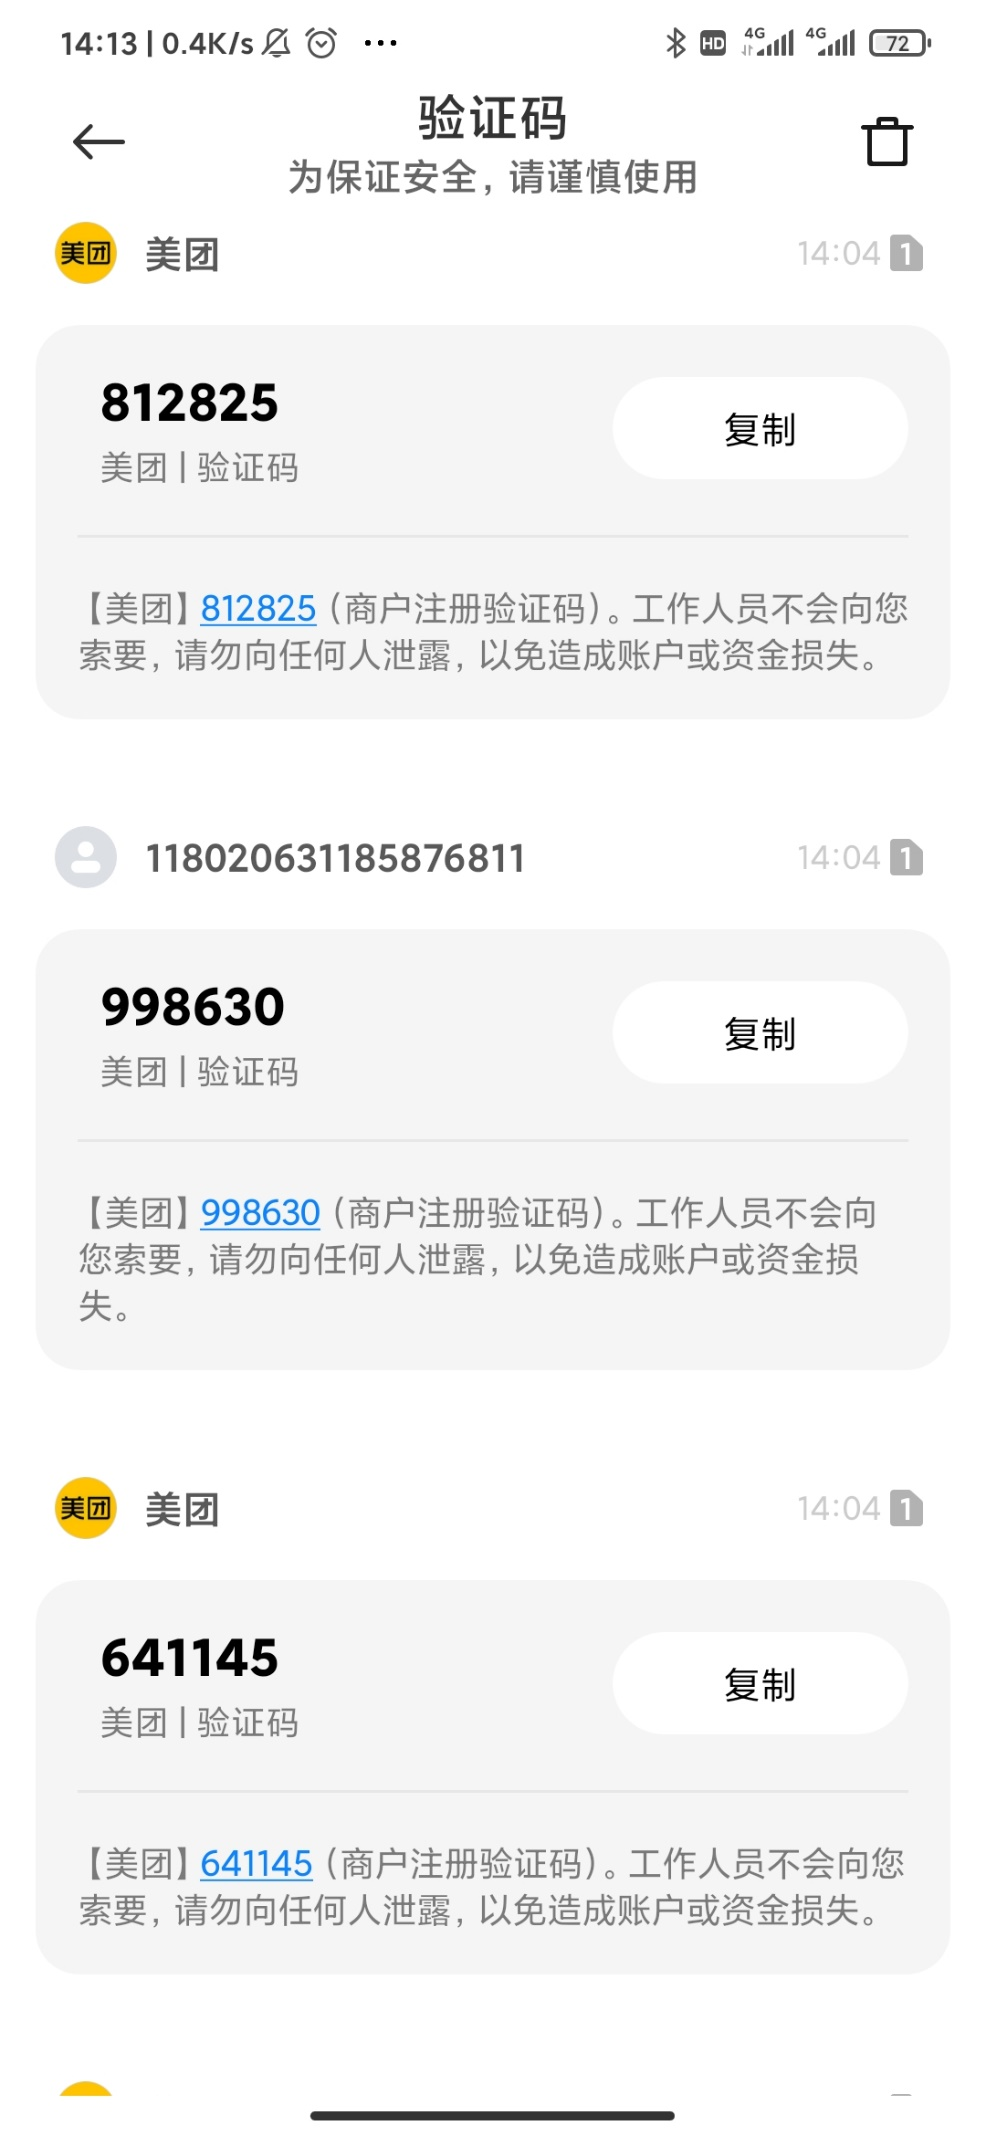 14:13 | 0.4K/s
HD 4G 4G 72
验证码
为保证安全，请谨慎使用
美团 美团 14:04 1
812825
美团 | 验证码
复制
【美团】812825（商户注册验证码）。工作人员不会向您
索要，请勿向任何人泄露，以免造成账户或资金损失。
118020631185876811 14:04 1
998630
美团 | 验证码
复制
【美团】998630（商户注册验证码）。工作人员不会向
您索要，请勿向任何人泄露，以免造成账户或资金损
失。
美团 美团 14:04 1
641145
美团 | 验证码
复制
【美团】641145（商户注册验证码）。工作人员不会向您
索要，请勿向任何人泄露，以免造成账户或资金损失。